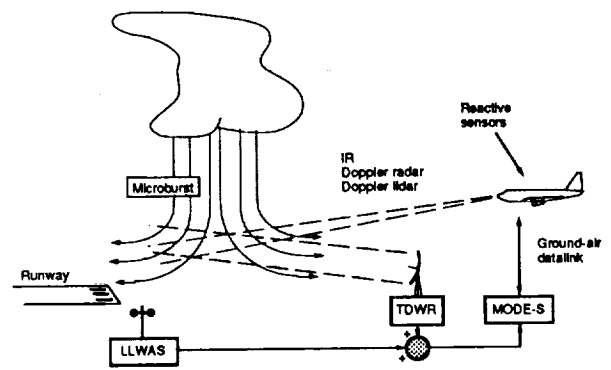 Reactive
sensors
IR
Doppler radar
Doppler lidar
Microburst
Ground-air
datalink
Runway
TDWR
MODE-S
+
+
LLWAS